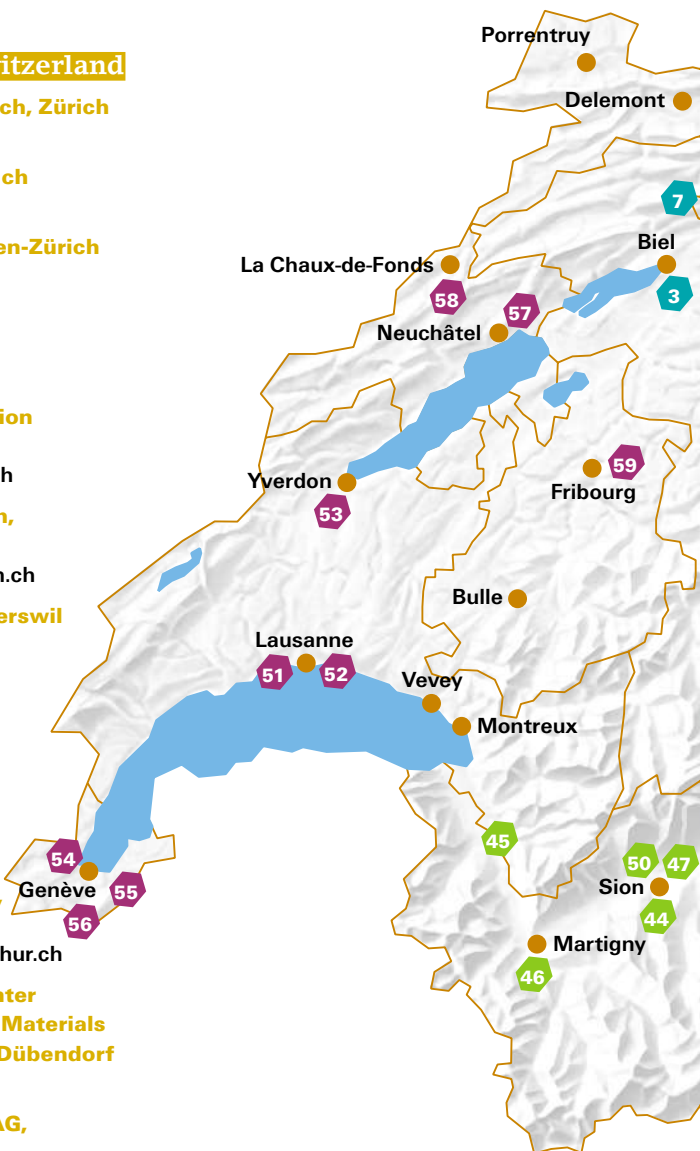 itzerland
ch, Zürich
ch
en-Zürich
ion
h
n,
n.ch
erswil
,
hur.ch
nter
Materials
Dübendorf
AG,
Porrentruy
Delemont
7
Biel
La Chaux-de-Fonds
3
58
57
Neuchâtel
59
Yverdon
Fribourg
53
Bulle
Lausanne
51
52
Vevey
Montreux
45
54
50
47
Genève
55
Sion
56
44
Martigny
46